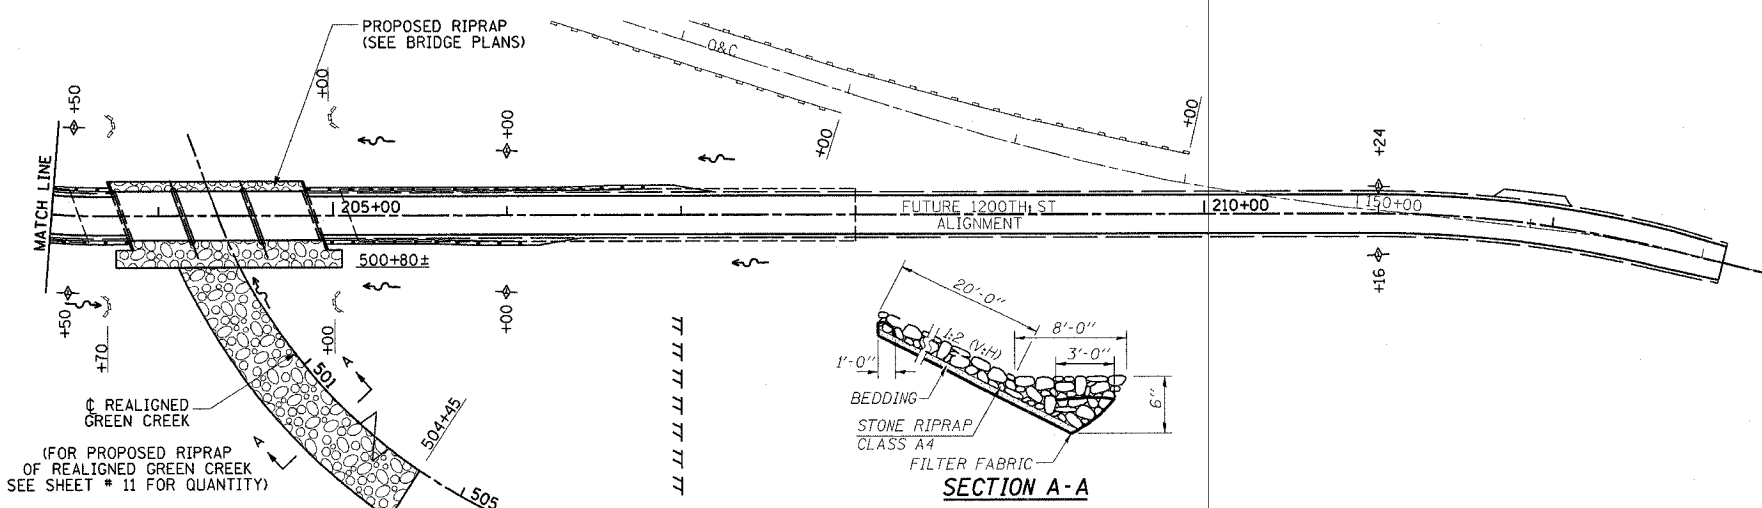 PROPOSED RIPRAP
(SEE BRIDGE PLANS)
O&C
+50
+00
+00
+00
+00
+24
MATCH LINE
205+00
FUTURE 1200TH ST
ALIGNMENT
210+00
150+00
500+80±
+50
+70
+00
+00
+16
501
A
A
℄ REALIGNED
GREEN CREEK
504+45
505
(FOR PROPOSED RIPRAP
OF REALIGNED GREEN CREEK
SEE SHEET # 11 FOR QUANTITY)
20'-0"
8'-0"
3'-0"
1:2 (V:H)
1'-0"
6"
BEDDING
STONE RIPRAP
CLASS A4
FILTER FABRIC
SECTION A-A